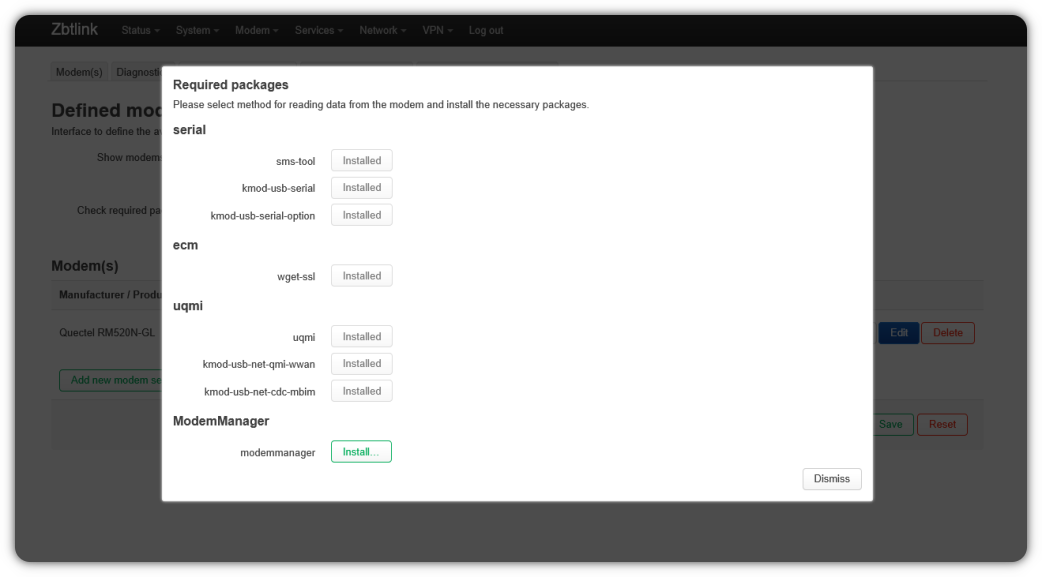 Zbtlink Status System Modem Services Network VPN Log out
Modem(s) Diagnosti
Required packages
Please select method for reading data from the modem and install the necessary packages.
Defined mod
Interface to define the av
serial
Show modems
sms-tool Installed
kmod-usb-serial Installed
Check required pa
kmod-usb-serial-option Installed
ecm
Modem(s)
wget-ssl Installed
Manufacturer / Produ
uqmi
Quectel RM520N-GL
Edit Delete
uqmi Installed
kmod-usb-net-qmi-wwan Installed
Add new modem se
kmod-usb-net-cdc-mbim Installed
ModemManager
Save Reset
modemmanager Install...
Dismiss